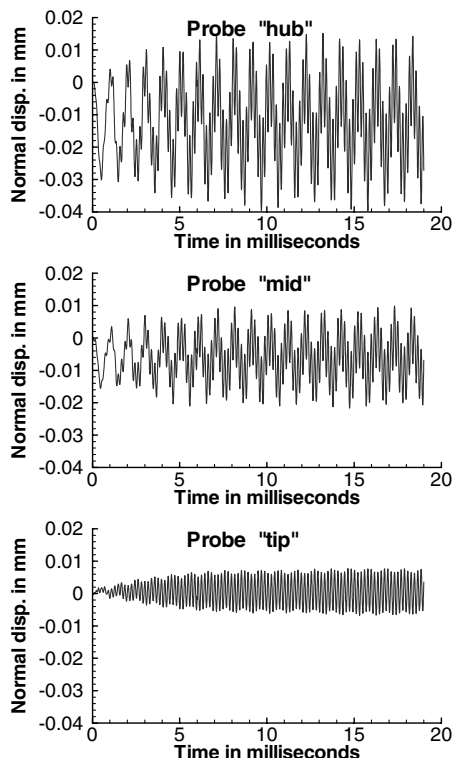 Normal disp. in mm
Probe "hub"
0.02
0.01
0
-0.01
-0.02
-0.03
-0.04
0 5 10 15 20
Time in milliseconds
Normal disp. in mm
Probe "mid"
0.02
0.01
0
-0.01
-0.02
-0.03
-0.04
0 5 10 15 20
Time in milliseconds
Normal disp. in mm
Probe "tip"
0.02
0.01
0
-0.01
-0.02
-0.03
-0.04
0 5 10 15 20
Time in milliseconds